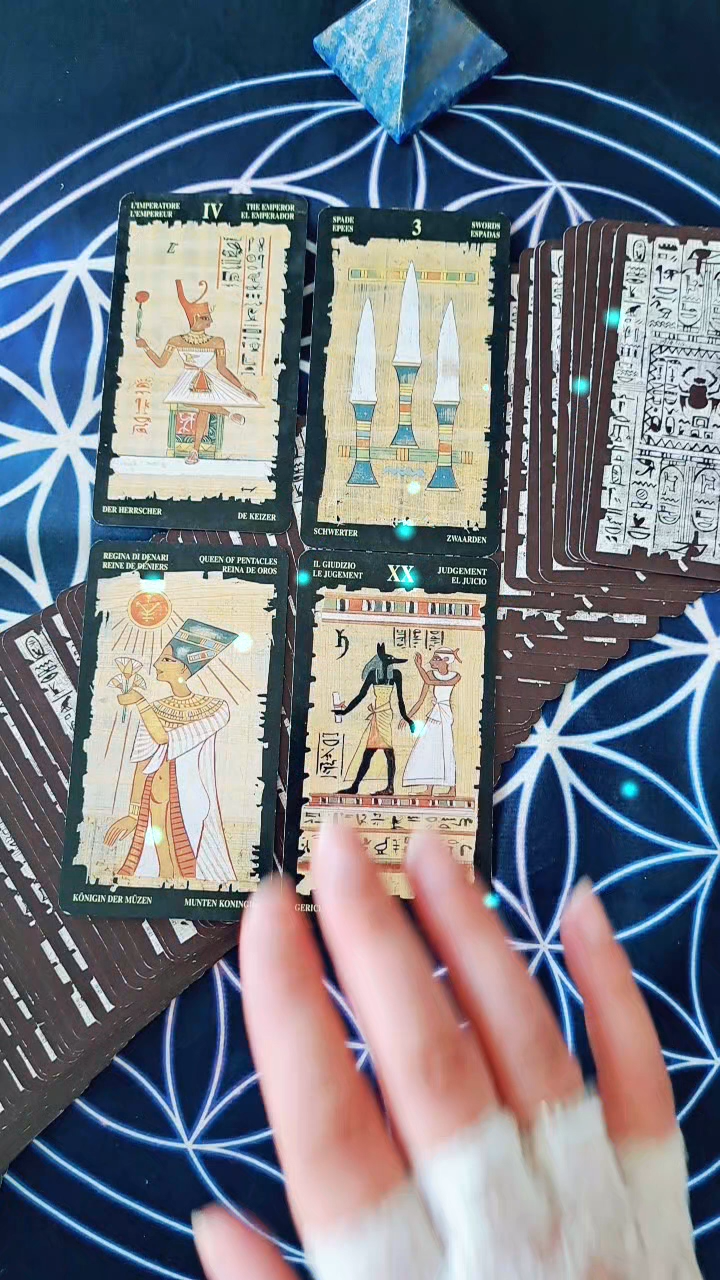 L'IMPERATORE
L'EMPEREUR
IV
THE EMPEROR
EL EMPERADOR
DER HERRSCHER
DE KEIZER
SPADE
EPEES
3
SWORDS
ESPADAS
SCHWERTER
ZWAARDEN
REGINA DI DENARI
REINE DE DENIERS
QUEEN OF PENTACLES
REINA DE OROS
KÖNIGIN DER MÜZEN
MUNTEN
IL GIUDIZIO
LE JUGEMENT
XX
JUDGEMENT
EL JUICIO